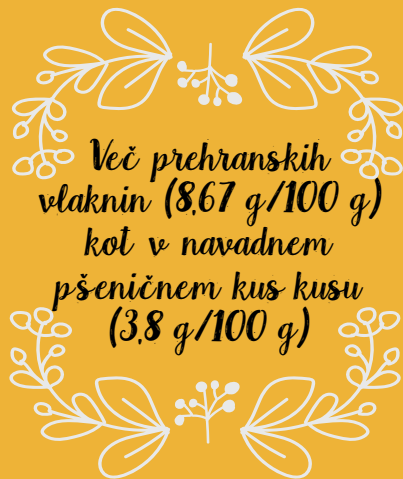 Več prehranskih
vlaknin (8,67 g/100 g)
kot v navadnem
pšeničnem kus kusu
(3,8 g/100 g)